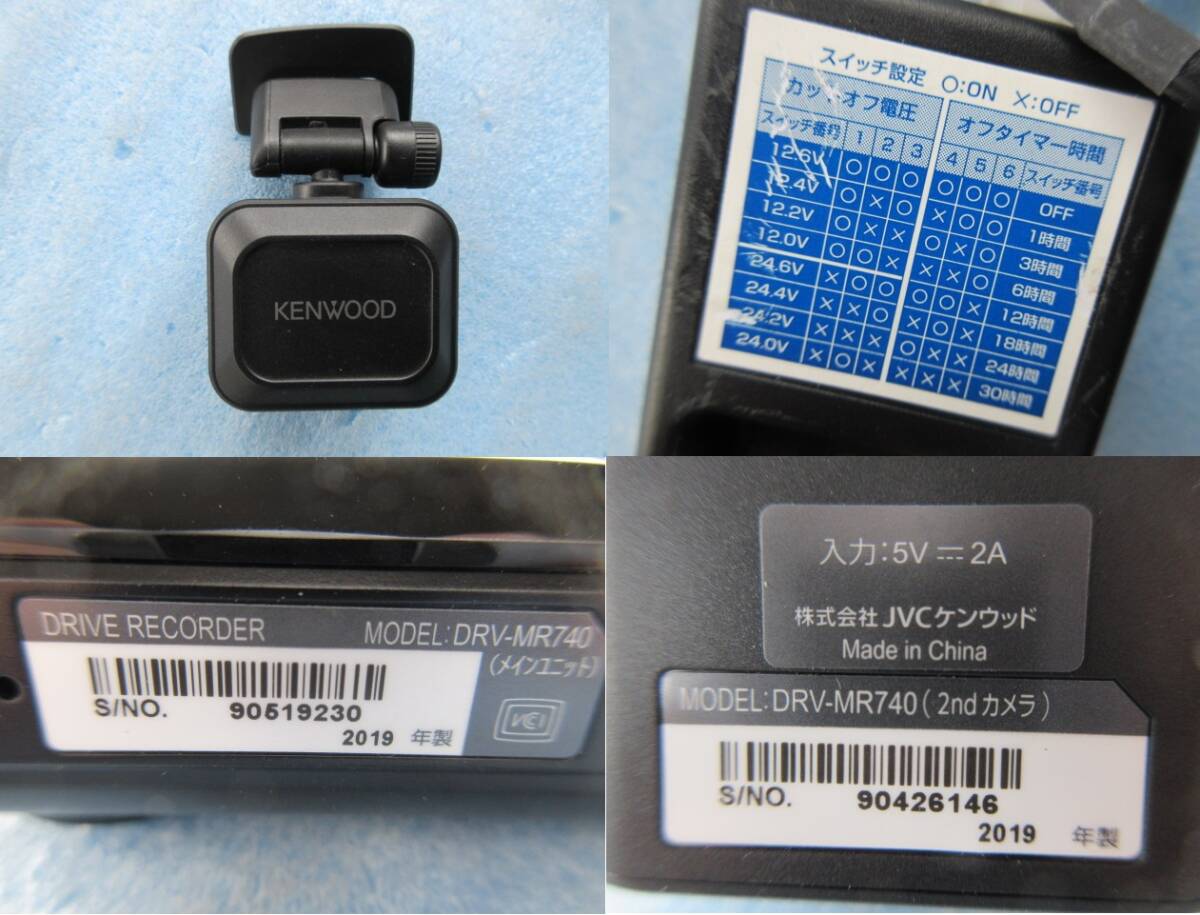 KENWOOD
スイッチ設定 ○:ON ×:OFF
カットオフ電圧 オフタイマー時間
スイッチ番号 1 2 3 4 5 6 スイッチ番号
12.6V ○ ○ ○ ○ ○ ○ OFF
12.4V ○ × ○ × ○ ○ 1時間
12.2V ○ × × ○ × ○ 3時間
12.0V ○ ○ × × × ○ 6時間
24.6V × ○ ○ ○ ○ × 12時間
24.4V × × ○ × ○ × 18時間
24.2V × × × ○ × × 24時間
24.0V × ○ × × × × 30時間
DRIVE RECORDER MODEL:DRV-MR740
(メインユニット)
S/NO. 90519230
2019 年製
VCI
入力:5V⎓2A
株式会社 JVCケンウッド
Made in China
MODEL:DRV-MR740(2ndカメラ)
S/NO. 90426146
2019 年製